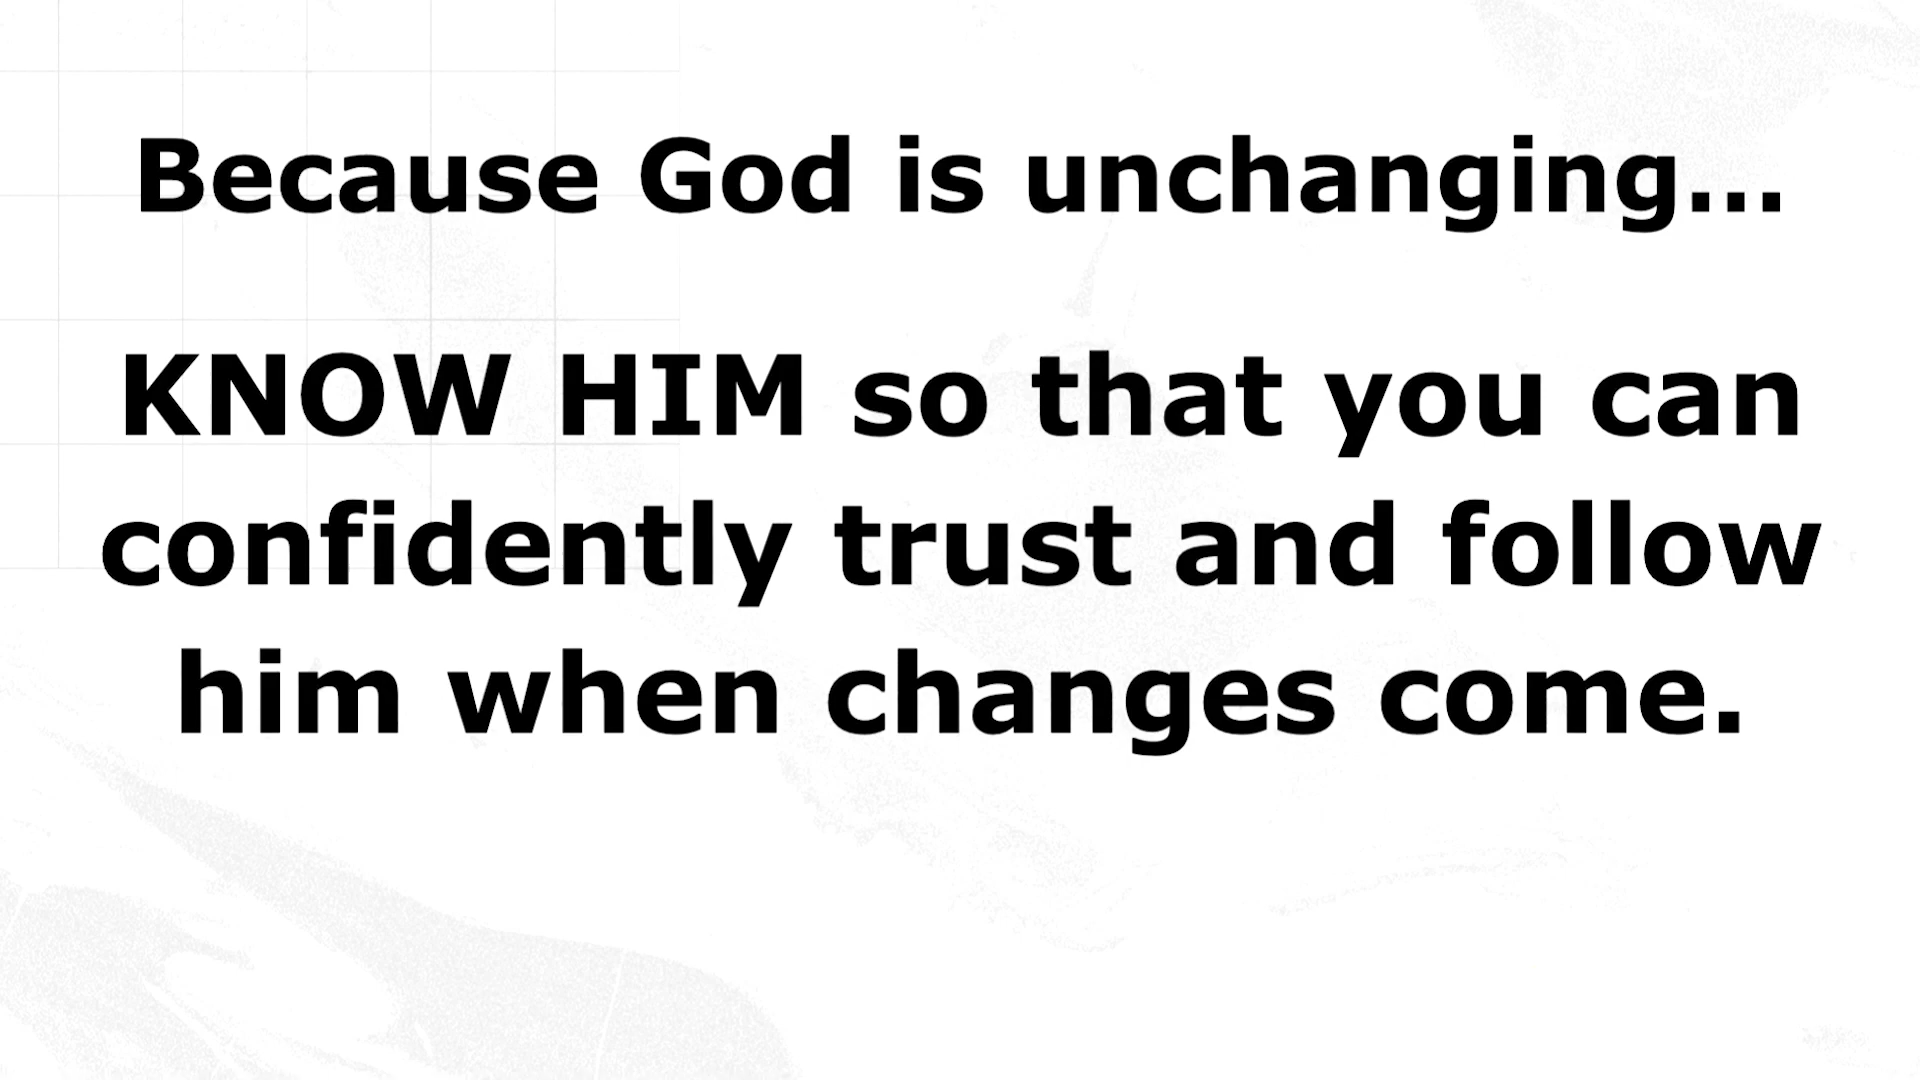 Because God is unchanging...
KNOW HIM so that you can
confidently trust and follow
him when changes come.